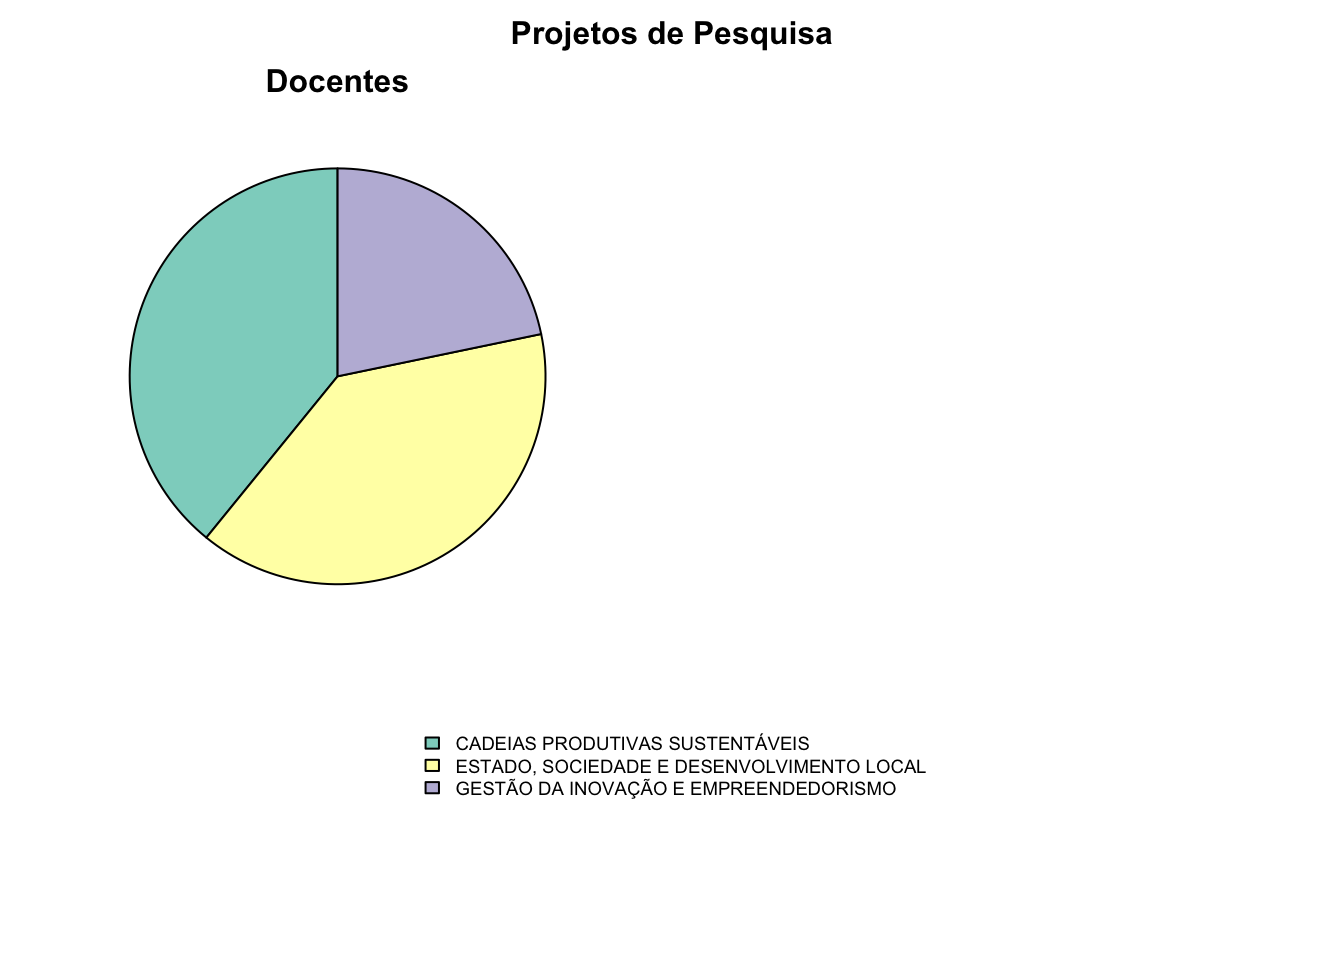 Projetos de Pesquisa
Docentes
CADEIAS PRODUTIVAS SUSTENTÁVEIS
ESTADO, SOCIEDADE E DESENVOLVIMENTO LOCAL
GESTÃO DA INOVAÇÃO E EMPREENDEDORISMO